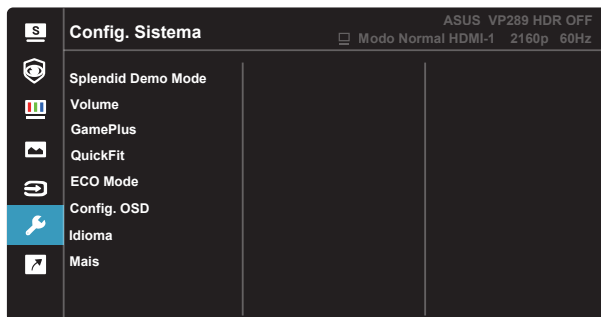 S
Config. Sistema
ASUS VP289 HDR OFF
Modo Normal HDMI-1 2160p 60Hz
Splendid Demo Mode
Volume
GamePlus
QuickFit
ECO Mode
Config. OSD
Idioma
Mais